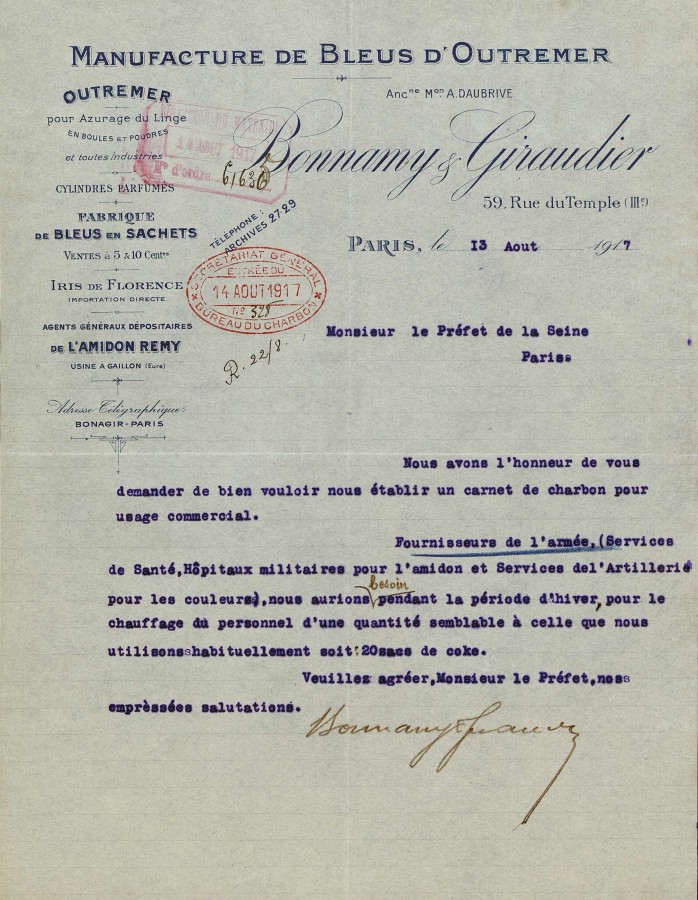 MANUFACTURE DE BLEUS D'OUTREMER
Ancne Mon A. DAUBRIVE
Bonnamy & Giraudier
59, Rue du Temple (IIIe)
OUTREMER
pour Azurage du Linge
EN BOULES ET POUDRES
et toutes Industries
CYLINDRES PARFUMÉS
FABRIQUE
DE BLEUS EN SACHETS
VENTES à 5 & 10 Centes
IRIS DE FLORENCE
IMPORTATION DIRECTE
AGENTS GÉNÉRAUX DÉPOSITAIRES
DE L'AMIDON REMY
USINE À GAILLON (Eure)
Adresse Télégraphique:
BONAGIR-PARIS
14 AOUT 1917
N° d'ordre
61630
TÉLÉPHONE:
ARCHIVES 27-29
SECRÉTARIAT GÉNÉRAL
ENTRÉE DU
14 AOUT 1917
No 328
BUREAU DU CHARBON
R. 22/8.
PARIS, le 13 Aout 1917
Monsieur le Préfet de la Seine
Paris
Nous avons l'honneur de vous
demander de bien vouloir nous établir un carnet de charbon pour
usage commercial.
Fournisseurs de l'armée,(Services
de Santé,Hôpitaux militaires pour l'amidon et Services del'Artillerie
besoin
pour les couleurs),nous aurions pendant la période d'hiver, pour le
chauffage du personnel d'une quantité semblable à celle que nous
utilisons habituellement soit:20sacs de coke.
Veuillez agréer,Monsieur le Préfet,nos
empressées salutations.
Bonnamy & Giraudier